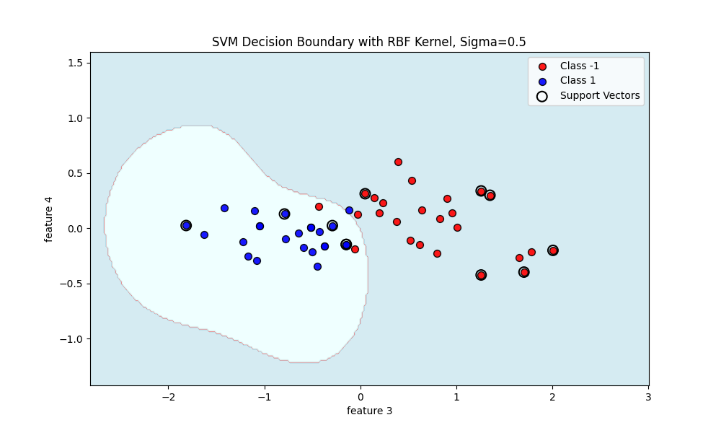 SVM Decision Boundary with RBF Kernel, Sigma=0.5
Class -1
Class 1
Support Vectors
1.5
1.0
0.5
0.0
−0.5
−1.0
feature 4
−2
−1
0
1
2
3
feature 3